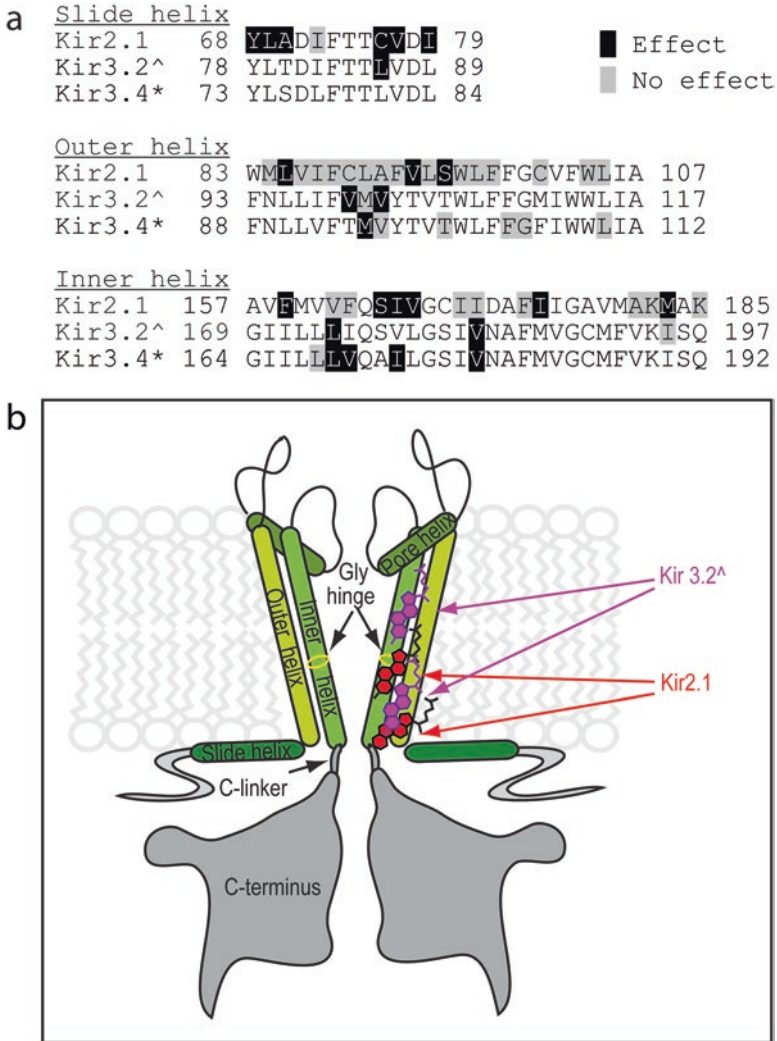 a
Slide helix
Kir2.1 68 YLADIFTTCVDI 79
Kir3.2^ 78 YLTDIFTTLVDL 89
Kir3.4* 73 YLSDLFTTLVDL 84
Effect
No effect
Outer helix
Kir2.1 83 WMLVIFCLAFVLSWLFFGCVFWLIA 107
Kir3.2^ 93 FNLLIFVMVYTVTWLFFGMIWWLIA 117
Kir3.4* 88 FNLLVFTMVYTVTWLFFGFIWWLIA 112
Inner helix
Kir2.1 157 AVFMVVFQSIVGCIIDAFIIGAVMAKMAK 185
Kir3.2^ 169 GIILLLIQSVLGSIVNAFMVGCMFVKISQ 197
Kir3.4* 164 GIILLLVQAILGSIVNAFMVGCMFVKISQ 192
b
Pore helix
Gly
hinge
Outer helix
Inner helix
Kir 3.2^
Kir2.1
Slide helix
C-linker
C-terminus